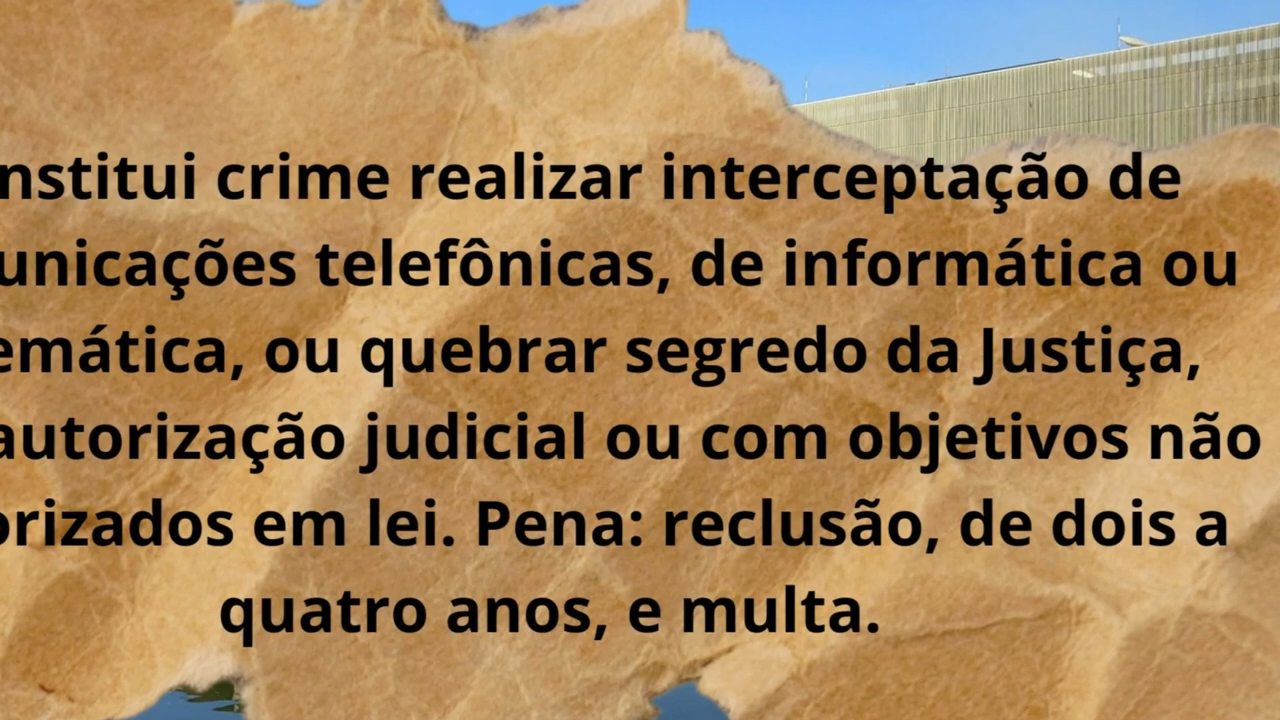 nstitui crime realizar interceptação de
unicações telefônicas, de informática ou
emática, ou quebrar segredo da Justiça,
autorização judicial ou com objetivos não
orizados em lei. Pena: reclusão, de dois a
quatro anos, e multa.